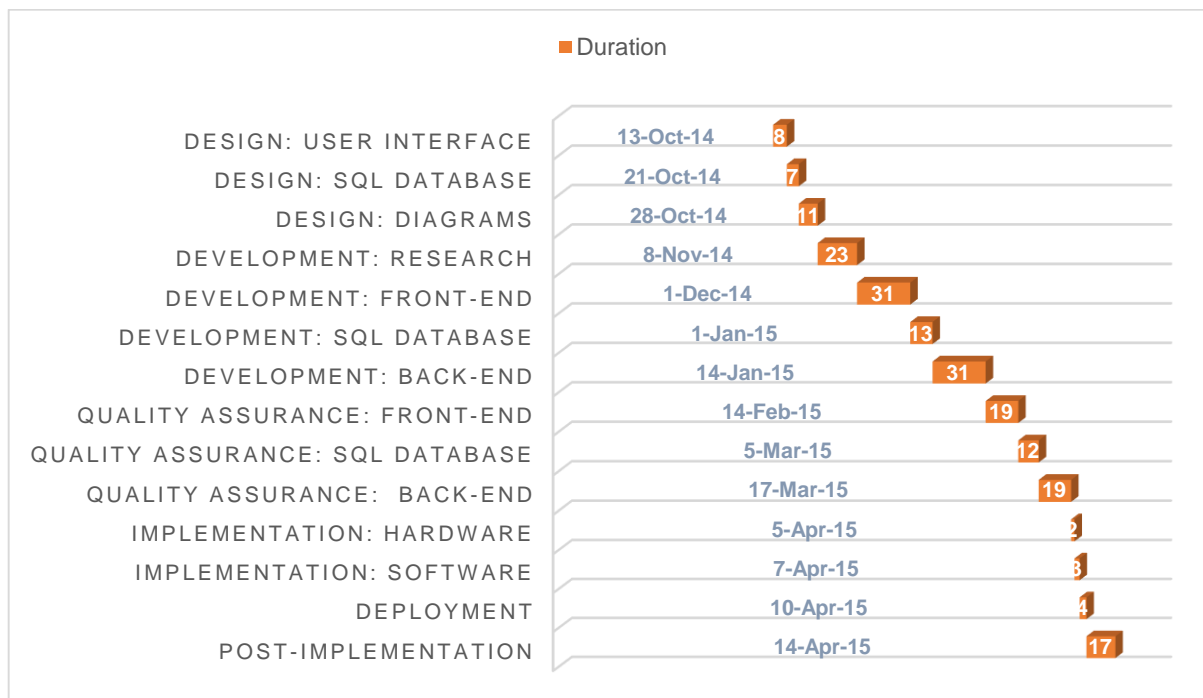 Duration
DESIGN: USER INTERFACE 13-Oct-14 8
DESIGN: SQL DATABASE 21-Oct-14 7
DESIGN: DIAGRAMS 28-Oct-14 11
DEVELOPMENT: RESEARCH 8-Nov-14 23
DEVELOPMENT: FRONT-END 1-Dec-14 31
DEVELOPMENT: SQL DATABASE 1-Jan-15 13
DEVELOPMENT: BACK-END 14-Jan-15 31
QUALITY ASSURANCE: FRONT-END 14-Feb-15 19
QUALITY ASSURANCE: SQL DATABASE 5-Mar-15 12
QUALITY ASSURANCE:  BACK-END 17-Mar-15 19
IMPLEMENTATION: HARDWARE 5-Apr-15 2
IMPLEMENTATION: SOFTWARE 7-Apr-15 3
DEPLOYMENT 10-Apr-15 4
POST-IMPLEMENTATION 14-Apr-15 17